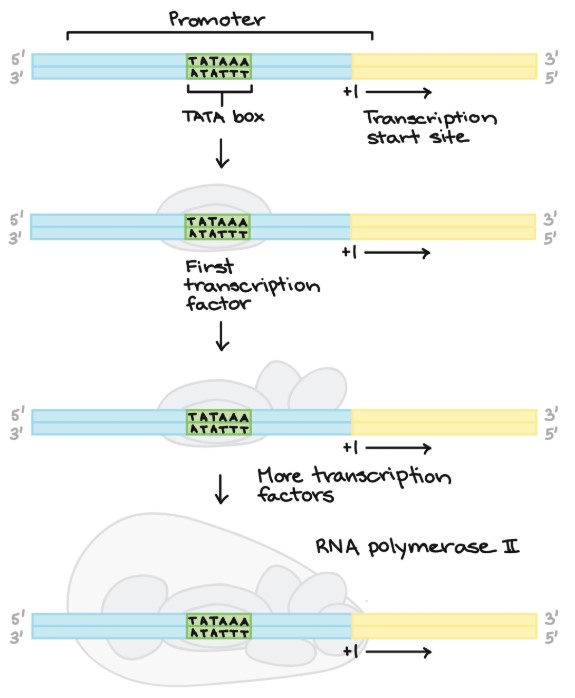 Promoter
5' TATAAA 3'
3' ATATTT 5'
+1
TATA box
Transcription
start site
5' TATAAA 3'
3' ATATTT 5'
+1
First
transcription
factor
5' TATAAA 3'
3' ATATTT 5'
+1
More transcription
factors
RNA polymerase II
5' TATAAA 3'
3' ATATTT 5'
+1